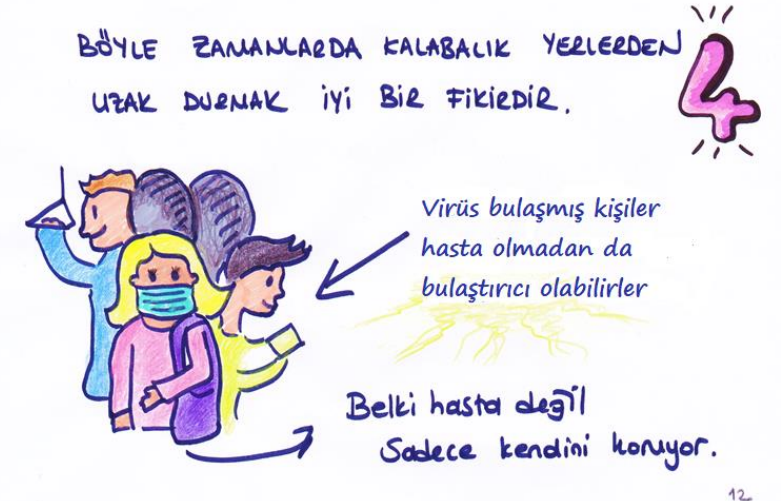 BÖYLE ZAMANLARDA KALABALIK YERLERDEN
UZAK DURMAK İYİ BİR FİKİRDİR.
4
Virüs bulaşmış kişiler
hasta olmadan da
bulaştırıcı olabilirler
Belki hasta değil
Sadece kendini koruyor.
12